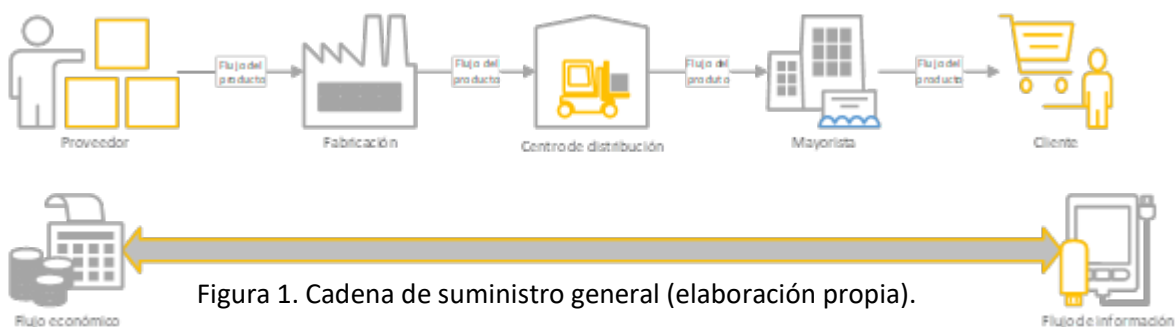 Flujo del
producto
Flujo del
producto
Flujo del
produto
Flujo del
producto
Proveedor
Fabricación
Centro de distribución
Mayorista
Cliente
Figura 1. Cadena de suministro general (elaboración propia).
Flujo económico
Flujo de información